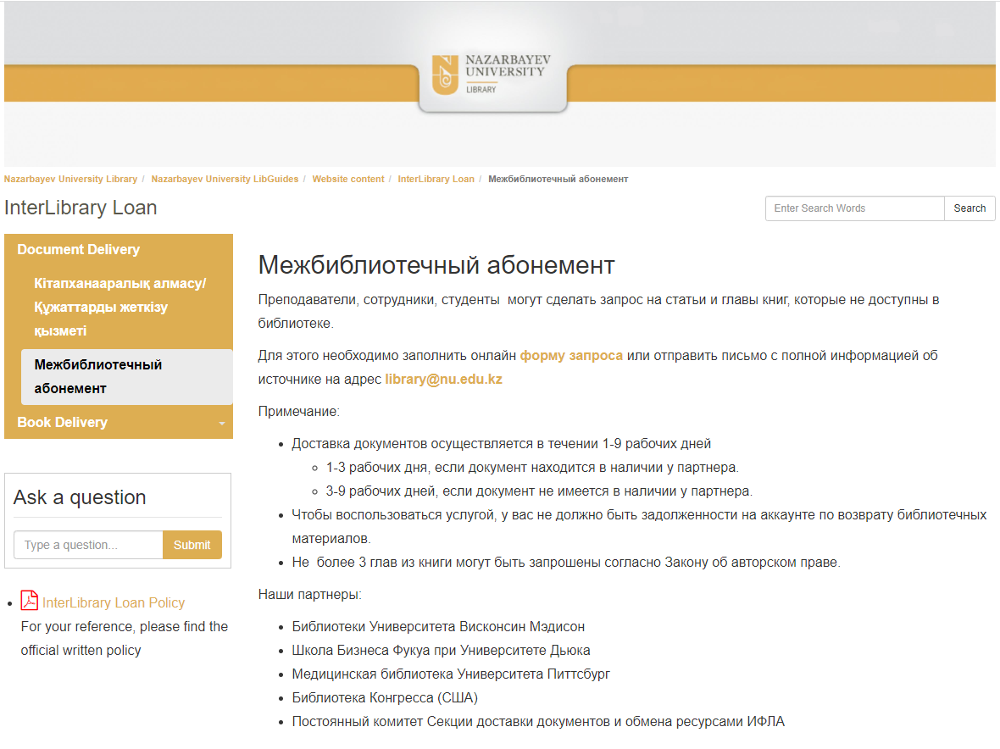 NAZARBAYEV
UNIVERSITY
LIBRARY
Nazarbayev University Library / Nazarbayev University LibGuides / Website content / InterLibrary Loan / Межбиблиотечный абонемент
InterLibrary Loan
Enter Search Words Search
Document Delivery
Кітапханааралық алмасу/
Құжаттарды жеткізу
қызметі
Межбиблиотечный
абонемент
Book Delivery
Ask a question
Type a question... Submit
InterLibrary Loan Policy
For your reference, please find the
official written policy
Межбиблиотечный абонемент
Преподаватели, сотрудники, студенты  могут сделать запрос на статьи и главы книг, которые не доступны в
библиотеке.
Для этого необходимо заполнить онлайн форму запроса или отправить письмо с полной информацией об
источнике на адрес library@nu.edu.kz
Примечание:
Доставка документов осуществляется в течении 1-9 рабочих дней
1-3 рабочих дня, если документ находится в наличии у партнера.
3-9 рабочих дней, если документ не имеется в наличии у партнера.
Чтобы воспользоваться услугой, у вас не должно быть задолженности на аккаунте по возврату библиотечных
материалов.
Не  более 3 глав из книги могут быть запрошены согласно Закону об авторском праве.
Наши партнеры:
Библиотеки Университета Висконсин Мэдисон
Школа Бизнеса Фукуа при Университете Дьюка
Медицинская библиотека Университета Питтсбург
Библиотека Конгресса (США)
Постоянный комитет Секции доставки документов и обмена ресурсами ИФЛА